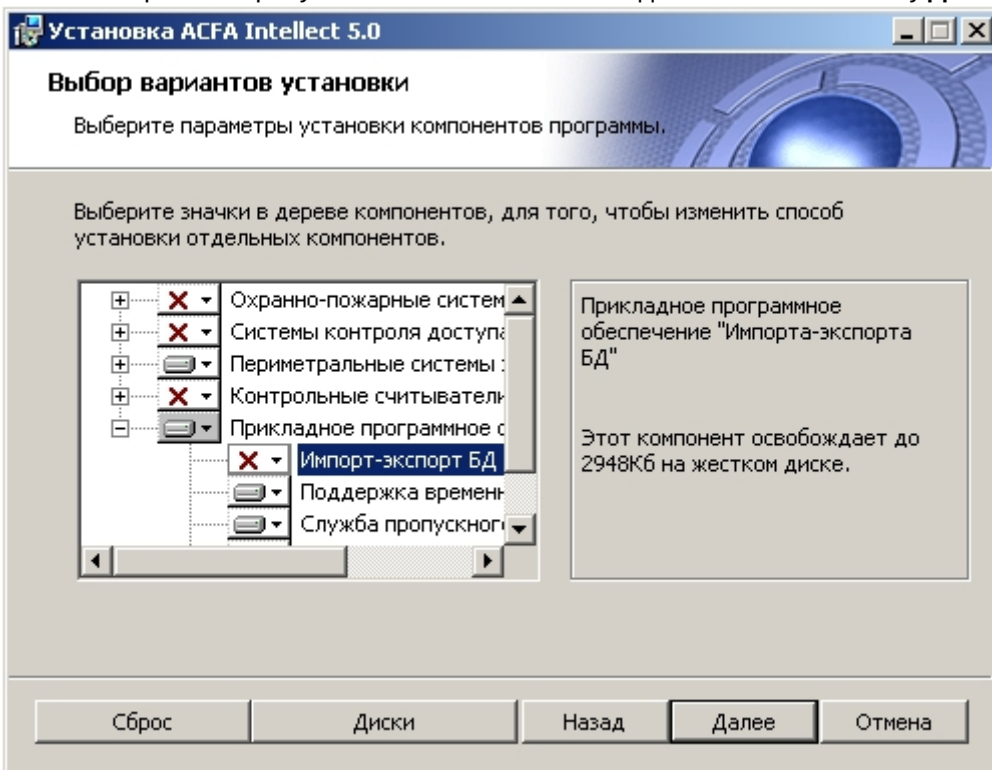 Установка ACFA Intellect 5.0
Выбор вариантов установки
Выберите параметры установки компонентов программы.
Выберите значки в дереве компонентов, для того, чтобы изменить способ
установки отдельных компонентов.
Охранно-пожарные систем
Системы контроля доступа
Периметральные системы
Контрольные считывател
Прикладное программное с
Импорт-экспорт БД
Поддержка времен
Служба пропускног
Прикладное программное
обеспечение "Импорта-экспорта
БД"
Этот компонент освобождает до
2948Кб на жестком диске.
Сброс
Диски
Назад
Далее
Отмена